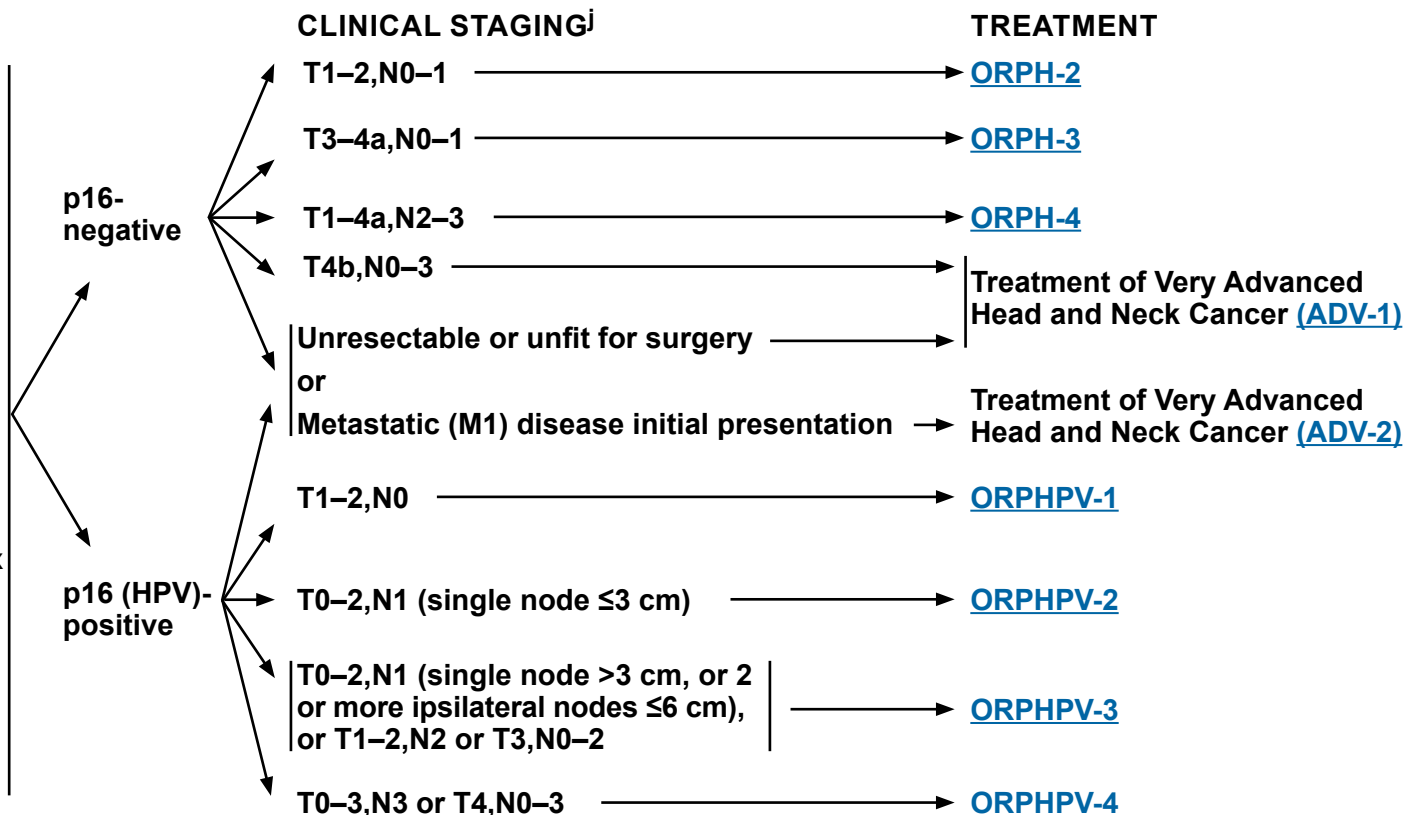 CLINICAL STAGINGj
TREATMENT
T1–2,N0–1
ORPH-2
T3–4a,N0–1
ORPH-3
p16-
negative
T1–4a,N2–3
ORPH-4
T4b,N0–3
Treatment of Very Advanced
Head and Neck Cancer (ADV-1)
Unresectable or unfit for surgery
or
Metastatic (M1) disease initial presentation
Treatment of Very Advanced
Head and Neck Cancer (ADV-2)
T1–2,N0
ORPHPV-1
p16 (HPV)-
positive
T0–2,N1 (single node ≤3 cm)
ORPHPV-2
T0–2,N1 (single node >3 cm, or 2
or more ipsilateral nodes ≤6 cm),
or T1–2,N2 or T3,N0–2
ORPHPV-3
T0–3,N3 or T4,N0–3
ORPHPV-4